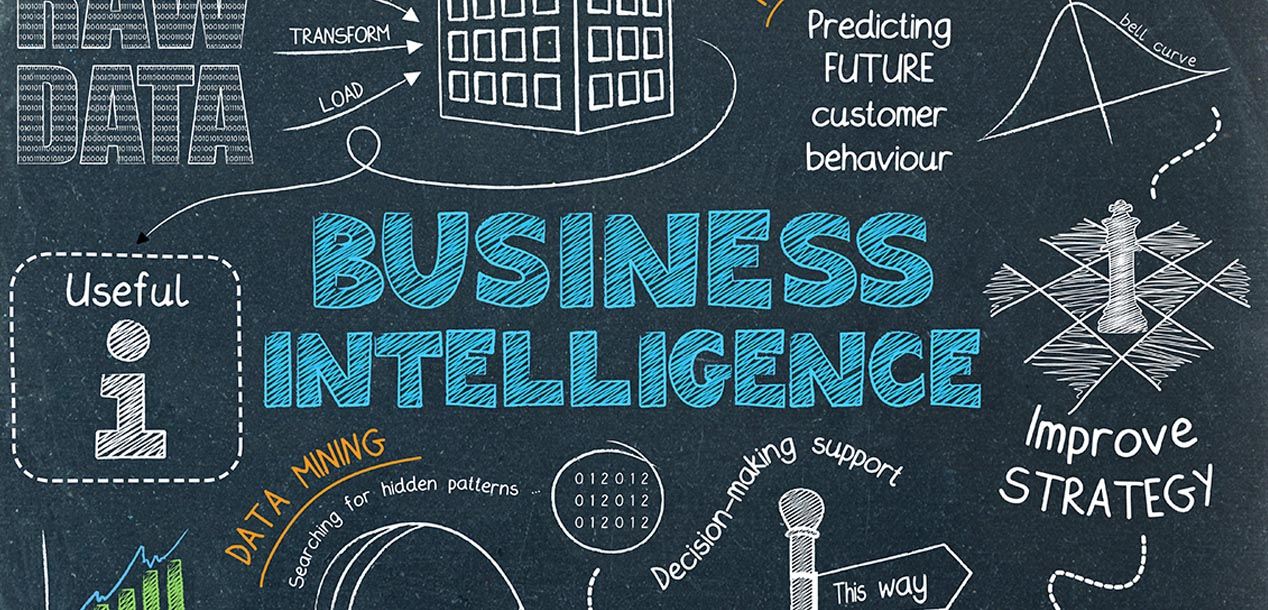 RAW
DATA
TRANSFORM
LOAD
Predicting
FUTURE
customer
behaviour
bell curve
BUSINESS
INTELLIGENCE
Useful
i
Improve
STRATEGY
DATA MINING
Searching for hidden patterns ...
012012
012012
012012
Decision-making support
This way